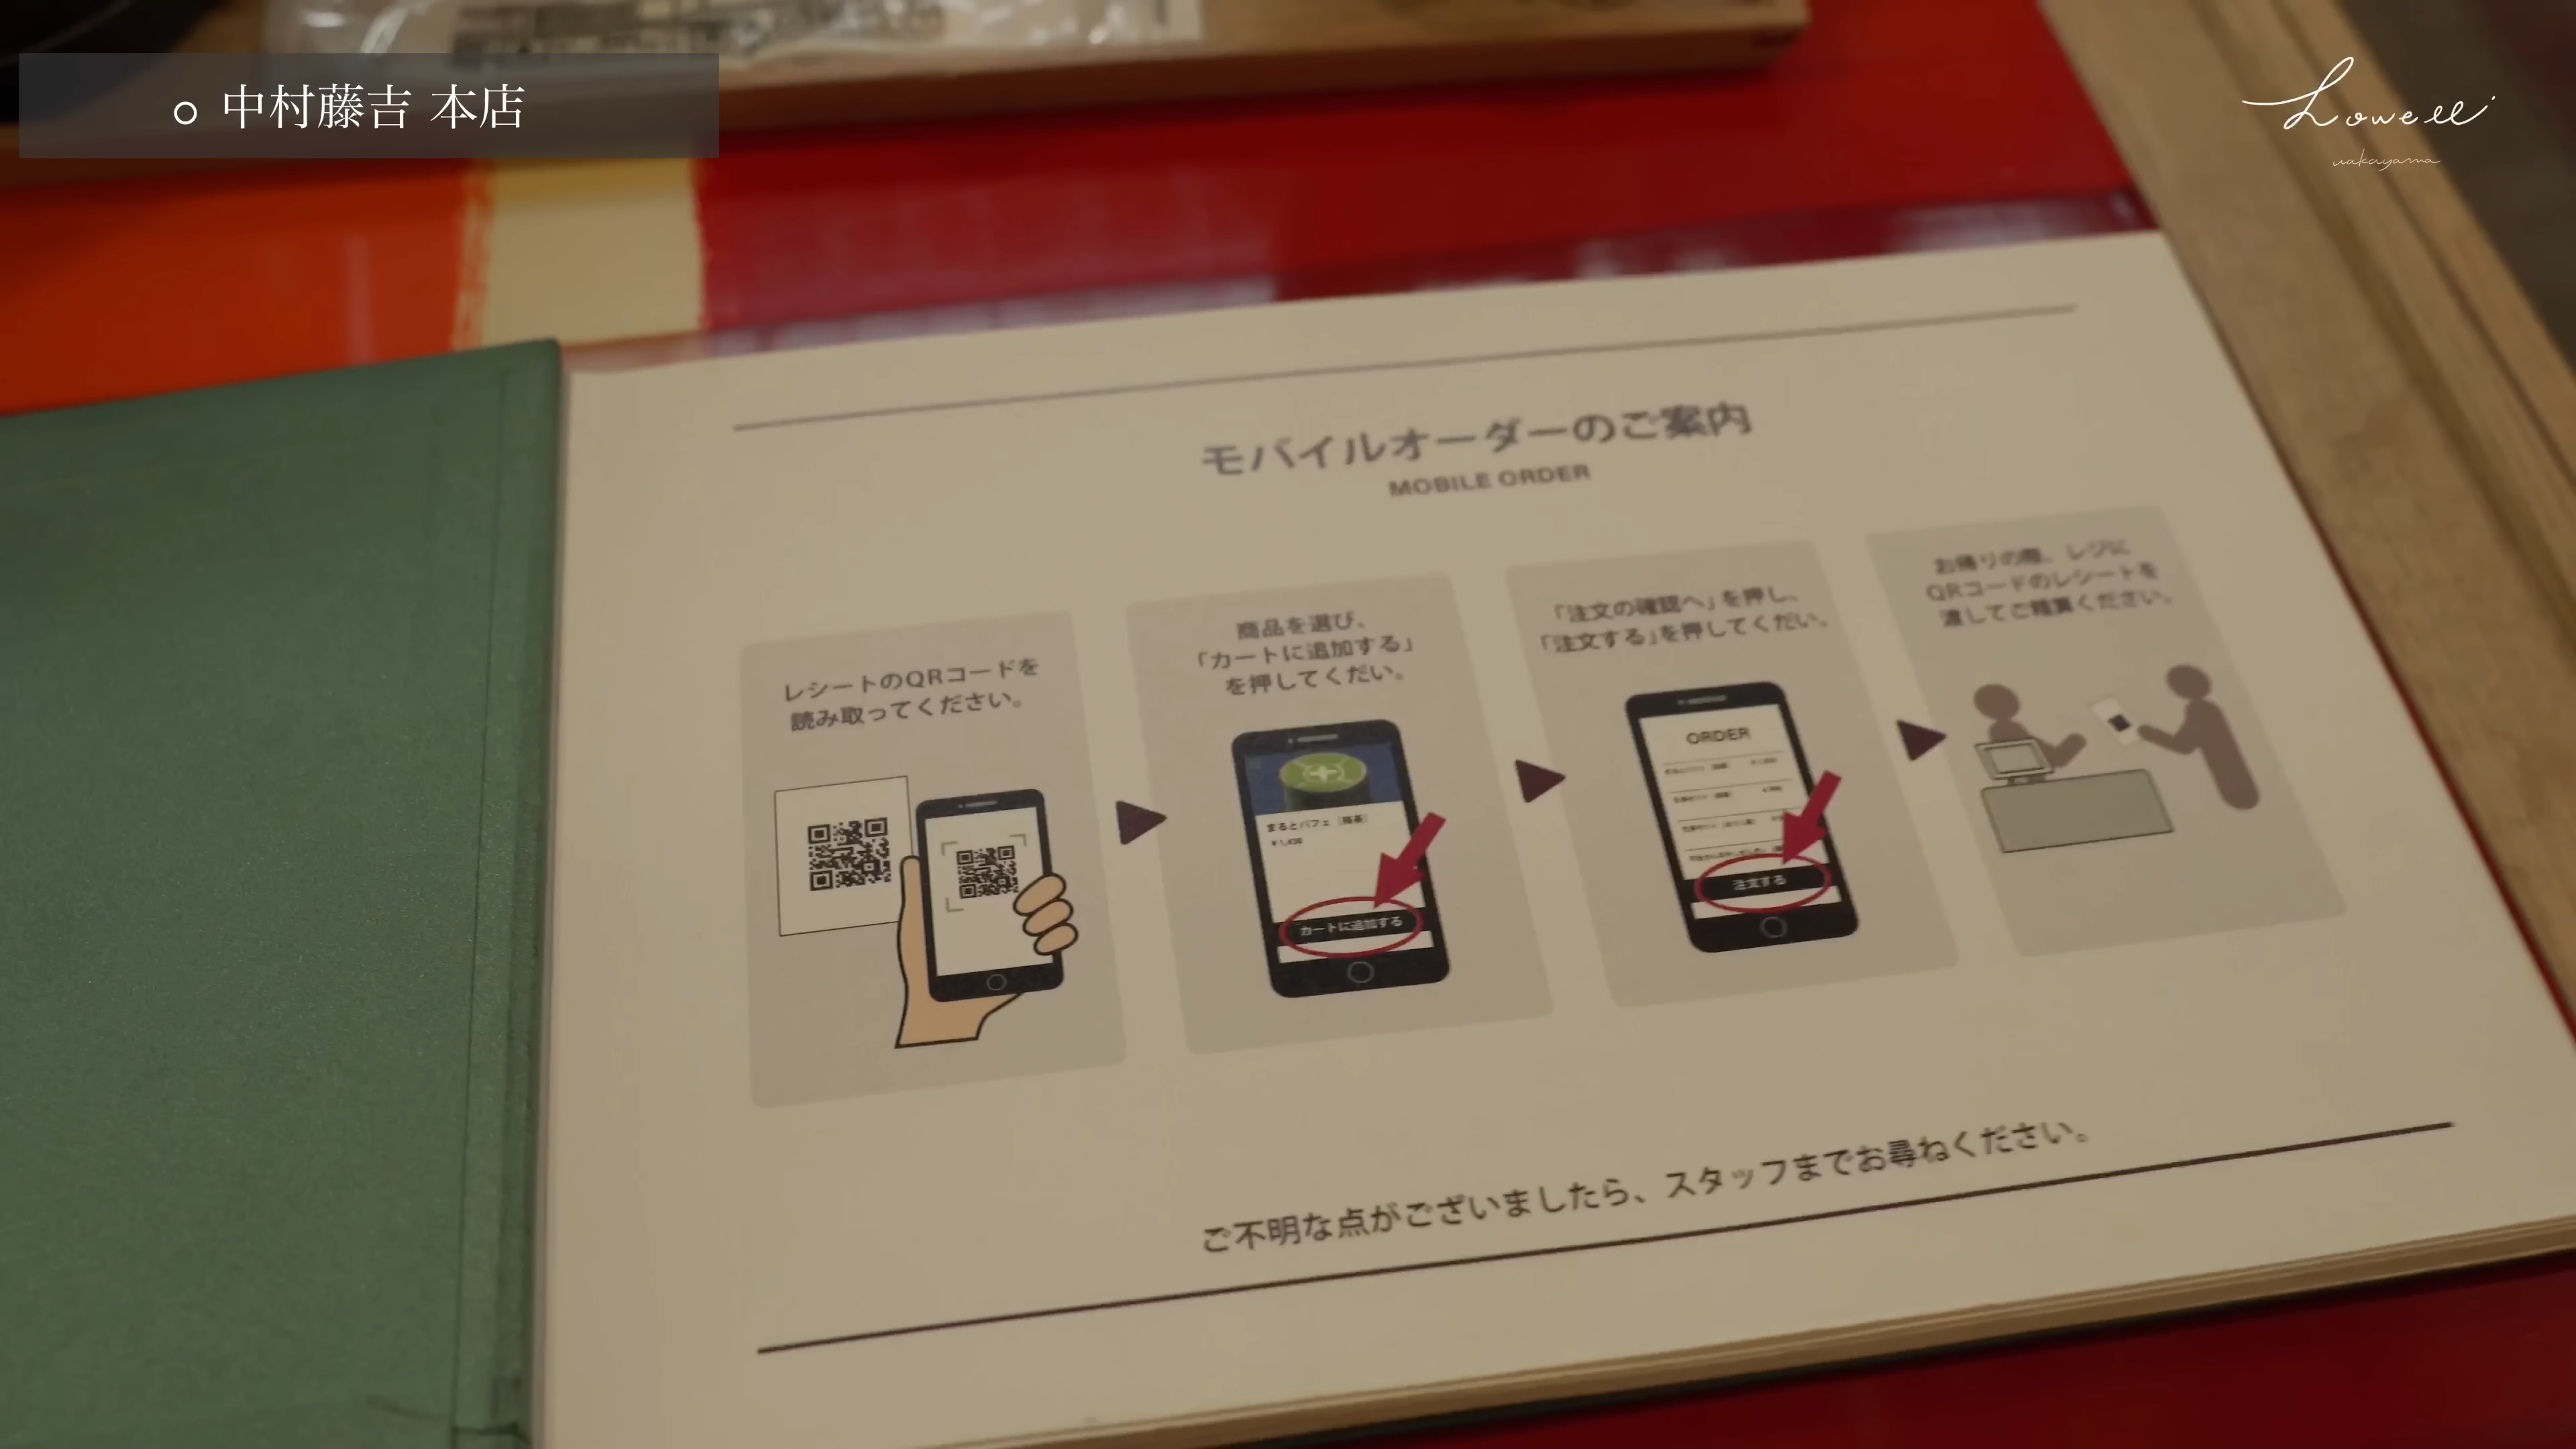 中村藤吉 本店
Lowell
nakayama
モバイルオーダーのご案内
MOBILE ORDER
レシートのQRコードを
読み取ってください。
商品を選び、
「カートに追加する」
を押してくだい。
まるとパフェ
カートに追加する
「注文の確認へ」を押し、
「注文する」を押してくだい。
ORDER
注文する
お帰りの際、レジに
QRコードのレシートを
渡してご精算ください。
ご不明な点がございましたら、スタッフまでお尋ねください。